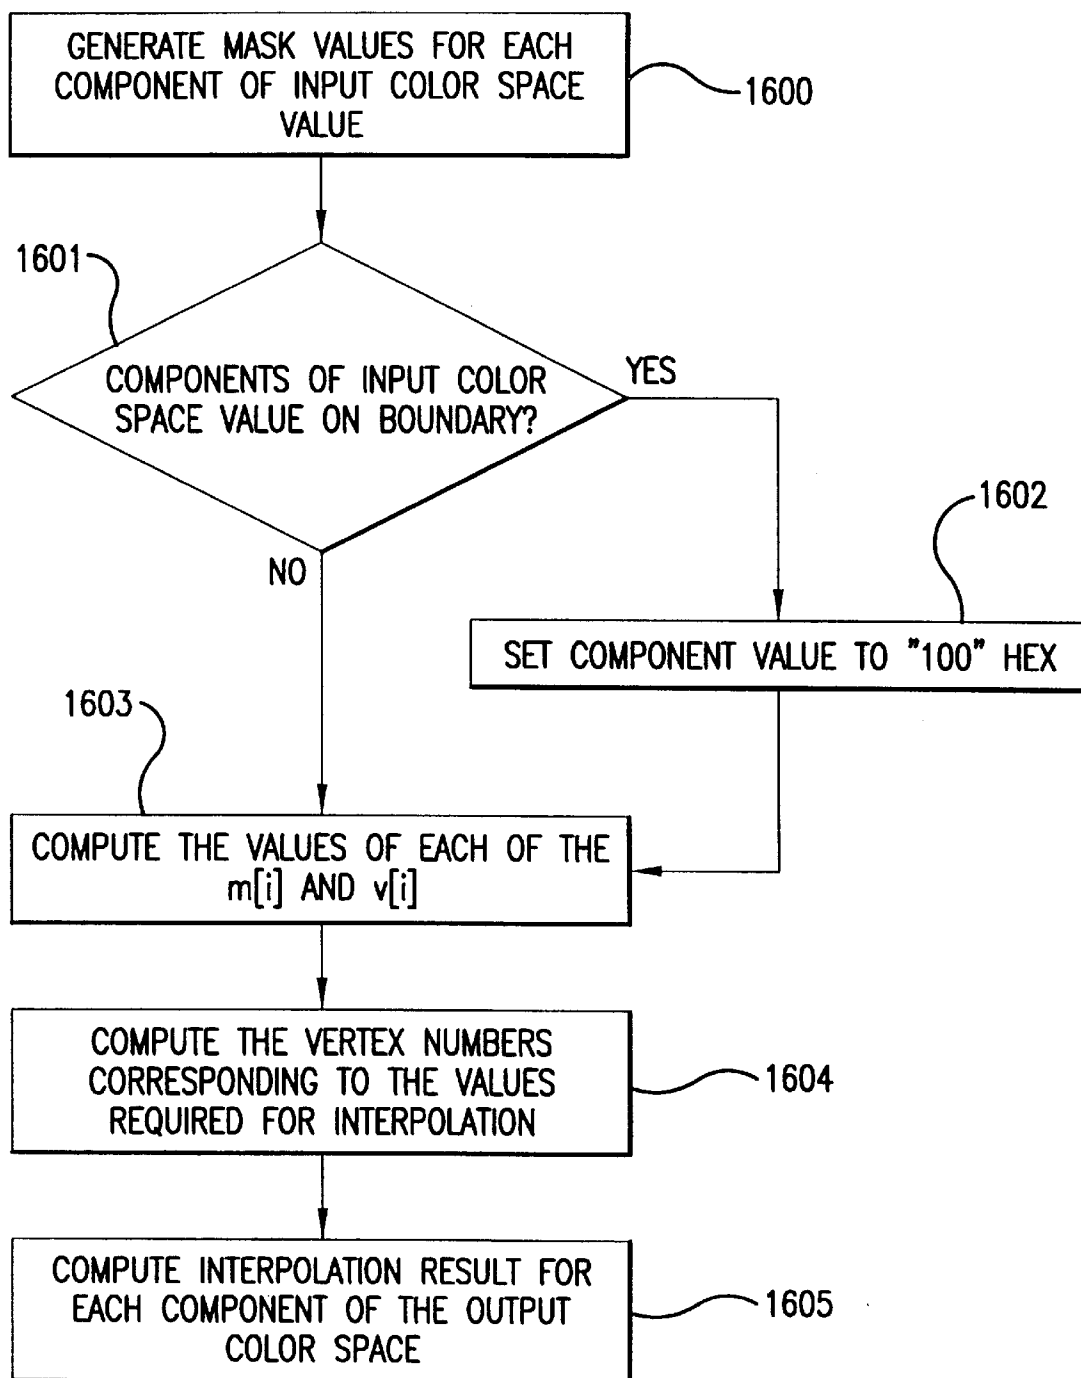 GENERATE MASK VALUES FOR EACH
COMPONENT OF INPUT COLOR SPACE
VALUE
1600
1601
COMPONENTS OF INPUT COLOR
SPACE VALUE ON BOUNDARY?
YES
NO
1602
SET COMPONENT VALUE TO "100" HEX
1603
COMPUTE THE VALUES OF EACH OF THE
m[i] AND v[i]
COMPUTE THE VERTEX NUMBERS
CORRESPONDING TO THE VALUES
REQUIRED FOR INTERPOLATION
1604
COMPUTE INTERPOLATION RESULT FOR
EACH COMPONENT OF THE OUTPUT
COLOR SPACE
1605